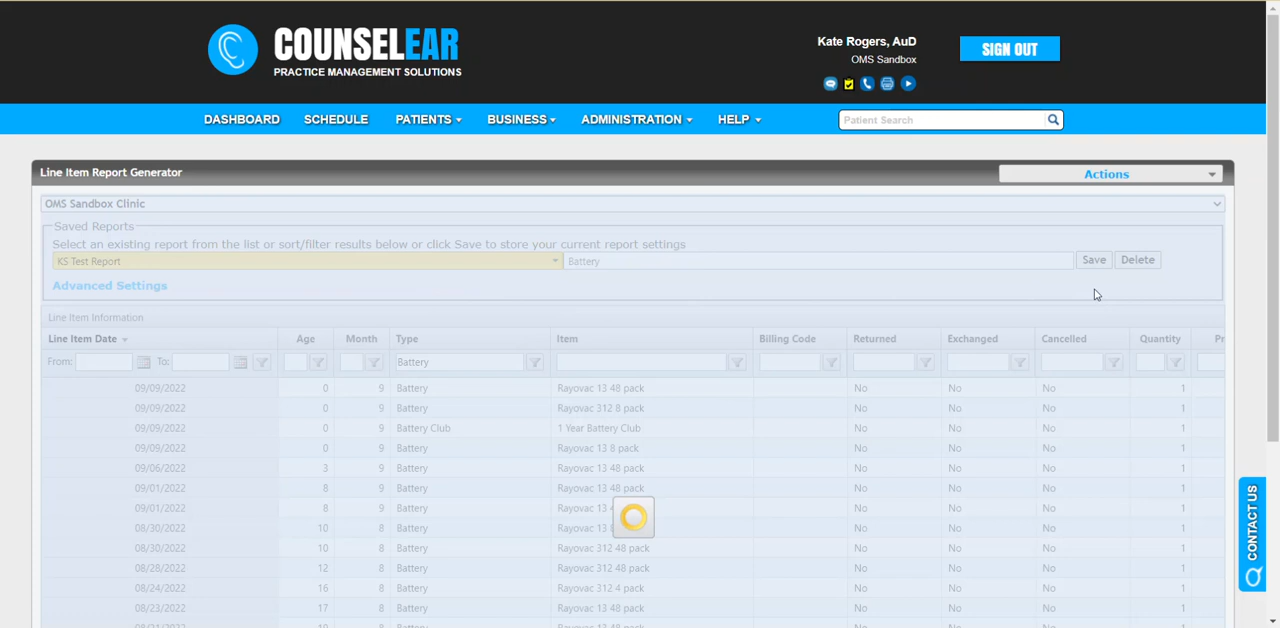 COUNSELEAR
PRACTICE MANAGEMENT SOLUTIONS
Kate Rogers, AuD
OMS Sandbox
SIGN OUT
DASHBOARD SCHEDULE PATIENTS BUSINESS ADMINISTRATION HELP Patient Search
Line Item Report Generator Actions
OMS Sandbox Clinic
Saved Reports
Select an existing report from the list or sort/filter results below or click Save to store your current report settings
KS Test Report Battery Save Delete
Advanced Settings
Line Item Information
Line Item Date Age Month Type Item Billing Code Returned Exchanged Cancelled Quantity Pr
From: To: Battery
09/09/2022 0 9 Battery Rayovac 13 48 pack No No No 1
09/09/2022 0 9 Battery Rayovac 312 8 pack No No No 1
09/09/2022 0 9 Battery Club 1 Year Battery Club No No No 1
09/09/2022 0 9 Battery Rayovac 13 8 pack No No No 1
09/06/2022 3 9 Battery Rayovac 13 48 pack No No No 1
09/01/2022 8 9 Battery Rayovac 13 48 pack No No No 1
09/01/2022 8 9 Battery Rayovac 13 No No No 1
08/30/2022 10 8 Battery Rayovac 13 No No No 1
08/30/2022 10 8 Battery Rayovac 312 48 pack No No No 1
08/28/2022 12 8 Battery Rayovac 312 48 pack No No No 1
08/24/2022 16 8 Battery Rayovac 312 4 pack No No No 1
08/23/2022 17 8 Battery Rayovac 13 48 pack No No No 1
CONTACT US